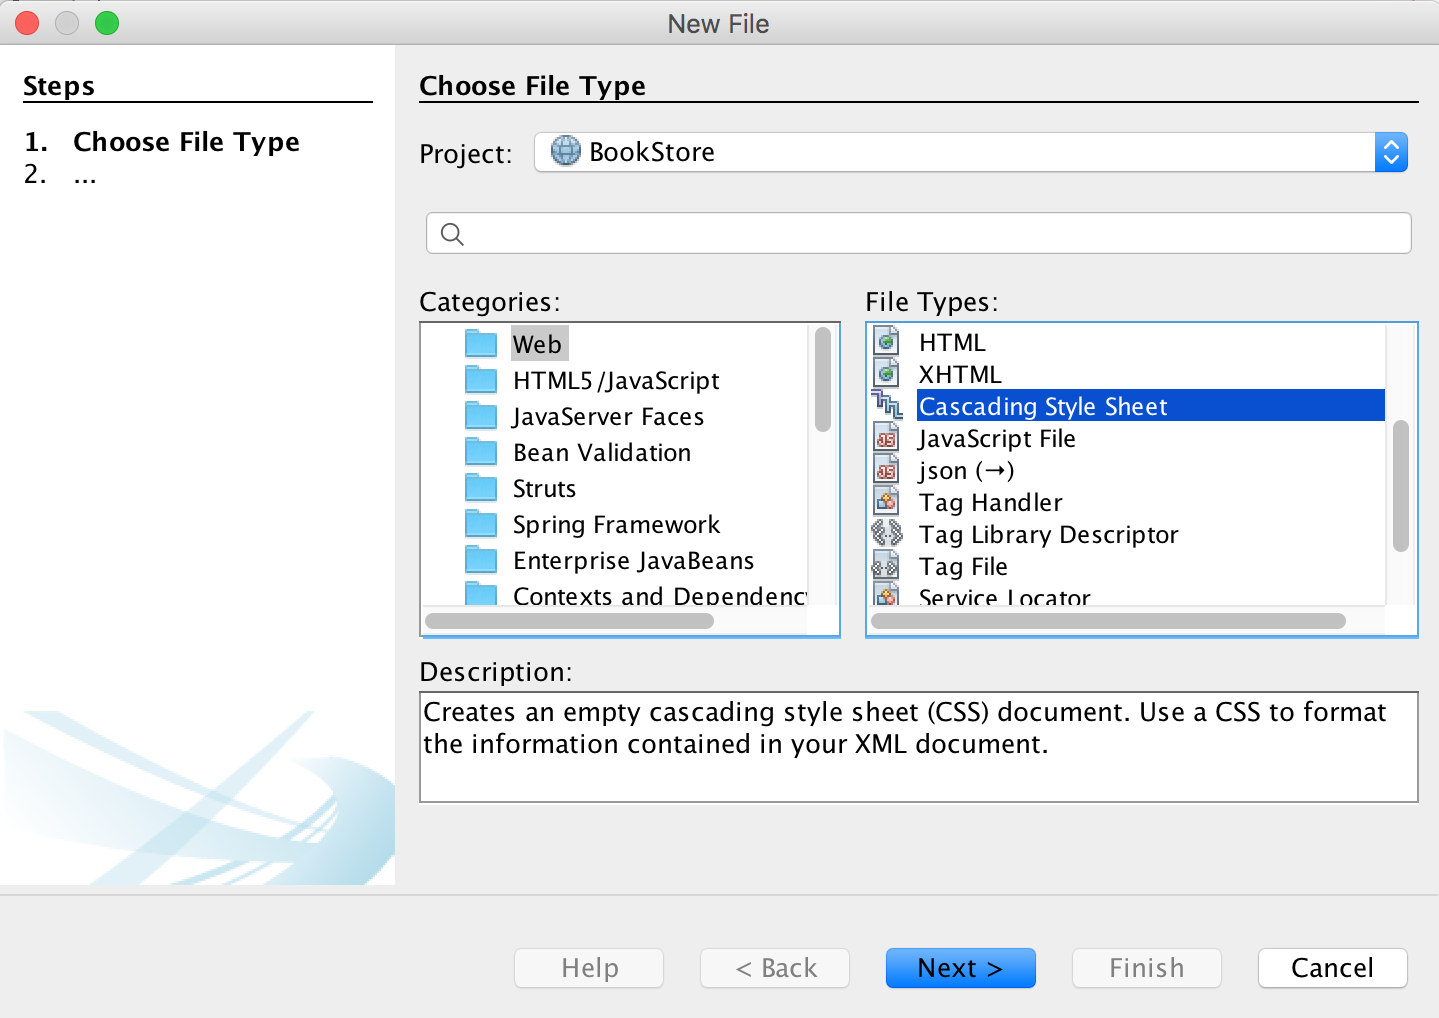 New File
Steps
1. Choose File Type
2. ...
Choose File Type
Project: BookStore
Categories:
Web
HTML5/JavaScript
JavaServer Faces
Bean Validation
Struts
Spring Framework
Enterprise JavaBeans
Contexts and Dependency
File Types:
HTML
XHTML
Cascading Style Sheet
JavaScript File
json (→)
Tag Handler
Tag Library Descriptor
Tag File
Service Locator
Description:
Creates an empty cascading style sheet (CSS) document. Use a CSS to format
the information contained in your XML document.
Help < Back Next > Finish Cancel